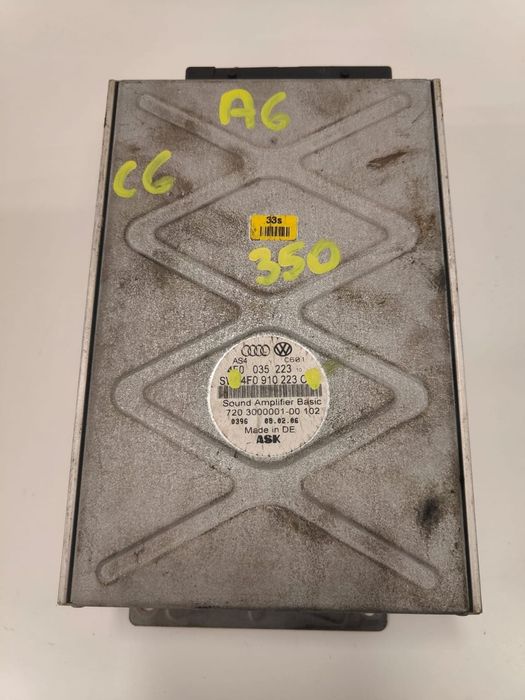 A6
C6
33s
350
AS4 C601
4F0 035 223 10
4F0 910 223
Sound Amplifier Basic
720 3000001-00 102
0396 08.02.06
Made in DE
ASK